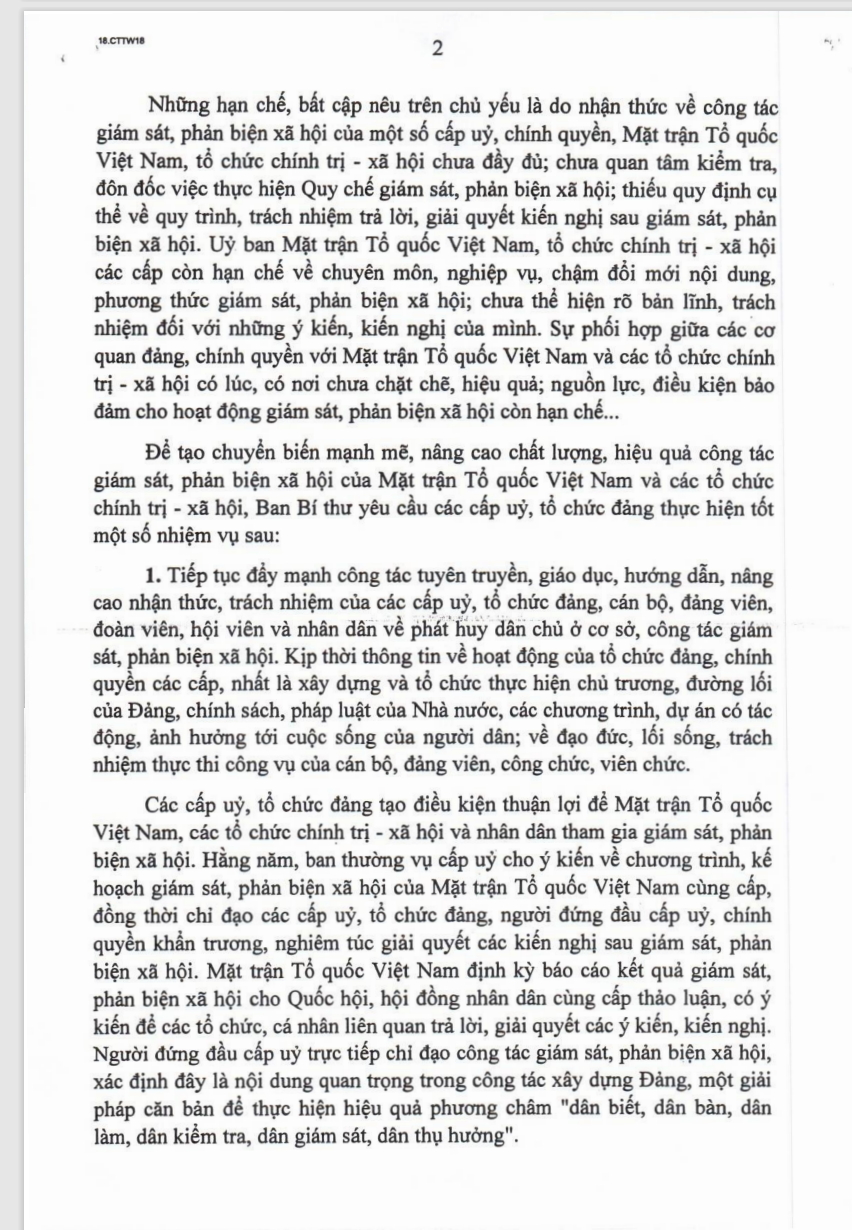 18.CTTW18
2
Những hạn chế, bất cập nêu trên chủ yếu là do nhận thức về công tác
giám sát, phản biện xã hội của một số cấp uỷ, chính quyền, Mặt trận Tổ quốc
Việt Nam, tổ chức chính trị - xã hội chưa đầy đủ; chưa quan tâm kiểm tra,
đôn đốc việc thực hiện Quy chế giám sát, phản biện xã hội; thiếu quy định cụ
thể về quy trình, trách nhiệm trả lời, giải quyết kiến nghị sau giám sát, phản
biện xã hội. Uỷ ban Mặt trận Tổ quốc Việt Nam, tổ chức chính trị - xã hội
các cấp còn hạn chế về chuyên môn, nghiệp vụ, chậm đổi mới nội dung,
phương thức giám sát, phản biện xã hội; chưa thể hiện rõ bản lĩnh, trách
nhiệm đối với những ý kiến, kiến nghị của mình. Sự phối hợp giữa các cơ
quan đảng, chính quyền với Mặt trận Tổ quốc Việt Nam và các tổ chức chính
trị - xã hội có lúc, có nơi chưa chặt chẽ, hiệu quả; nguồn lực, điều kiện bảo
đảm cho hoạt động giám sát, phản biện xã hội còn hạn chế...
Để tạo chuyển biến mạnh mẽ, nâng cao chất lượng, hiệu quả công tác
giám sát, phản biện xã hội của Mặt trận Tổ quốc Việt Nam và các tổ chức
chính trị - xã hội, Ban Bí thư yêu cầu các cấp uỷ, tổ chức đảng thực hiện tốt
một số nhiệm vụ sau:
1. Tiếp tục đẩy mạnh công tác tuyên truyền, giáo dục, hướng dẫn, nâng
cao nhận thức, trách nhiệm của các cấp uỷ, tổ chức đảng, cán bộ, đảng viên,
đoàn viên, hội viên và nhân dân về phát huy dân chủ ở cơ sở, công tác giám
sát, phản biện xã hội. Kịp thời thông tin về hoạt động của tổ chức đảng, chính
quyền các cấp, nhất là xây dựng và tổ chức thực hiện chủ trương, đường lối
của Đảng, chính sách, pháp luật của Nhà nước, các chương trình, dự án có tác
động, ảnh hưởng tới cuộc sống của người dân; về đạo đức, lối sống, trách
nhiệm thực thi công vụ của cán bộ, đảng viên, công chức, viên chức.
Các cấp uỷ, tổ chức đảng tạo điều kiện thuận lợi để Mặt trận Tổ quốc
Việt Nam, các tổ chức chính trị - xã hội và nhân dân tham gia giám sát, phản
biện xã hội. Hằng năm, ban thường vụ cấp uỷ cho ý kiến về chương trình, kế
hoạch giám sát, phản biện xã hội của Mặt trận Tổ quốc Việt Nam cùng cấp,
đồng thời chỉ đạo các cấp uỷ, tổ chức đảng, người đứng đầu cấp uỷ, chính
quyền khẩn trương, nghiêm túc giải quyết các kiến nghị sau giám sát, phản
biện xã hội. Mặt trận Tổ quốc Việt Nam định kỳ báo cáo kết quả giám sát,
phản biện xã hội cho Quốc hội, hội đồng nhân dân cùng cấp thảo luận, có ý
kiến để các tổ chức, cá nhân liên quan trả lời, giải quyết các ý kiến, kiến nghị.
Người đứng đầu cấp uỷ trực tiếp chỉ đạo công tác giám sát, phản biện xã hội,
xác định đây là nội dung quan trọng trong công tác xây dựng Đảng, một giải
pháp căn bản để thực hiện hiệu quả phương châm "dân biết, dân bàn, dân
làm, dân kiểm tra, dân giám sát, dân thụ hưởng".